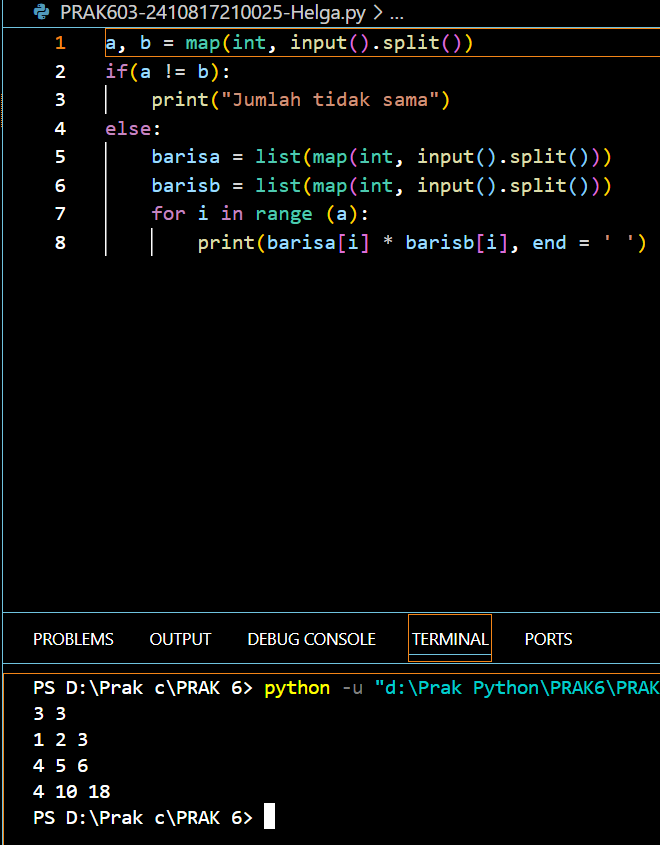 PRAK603-2410817210025-Helga.py > ...
1 a, b = map(int, input().split())
2 if(a != b):
3     print("Jumlah tidak sama")
4 else:
5     barisa = list(map(int, input().split()))
6     barisb = list(map(int, input().split()))
7     for i in range (a):
8         print(barisa[i] * barisb[i], end = ' ')
PROBLEMS OUTPUT DEBUG CONSOLE TERMINAL PORTS
PS D:\Prak c\PRAK 6> python -u "d:\Prak Python\PRAK6\PRAK
3 3
1 2 3
4 5 6
4 10 18
PS D:\Prak c\PRAK 6>